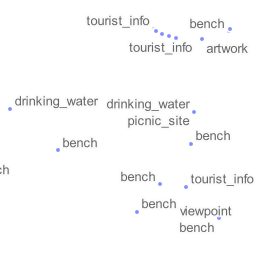 tourist_info
bench
tourist_info
artwork
drinking_water
drinking_water
picnic_site
bench
bench
ch
bench
tourist_info
bench
viewpoint
bench